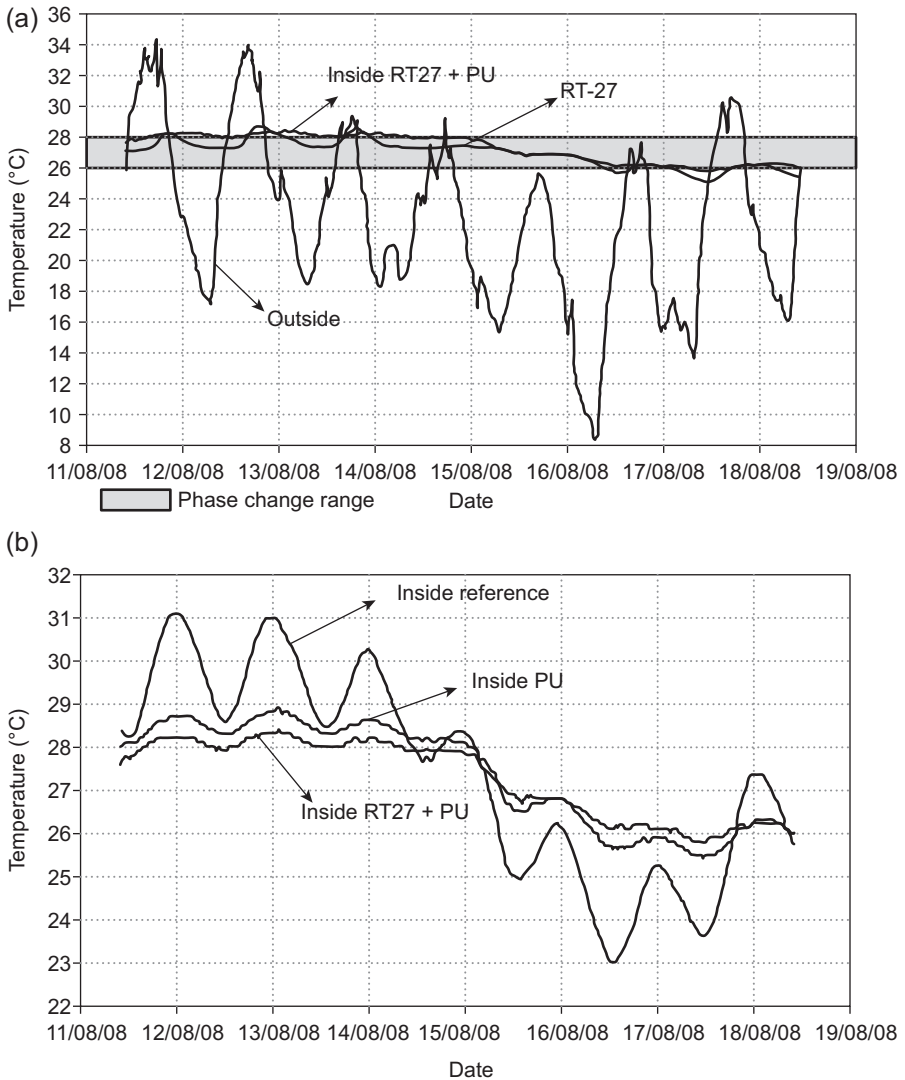 (a)
36
34
32
30
28
26
24
22
20
18
16
14
12
10
8
Temperature (°C)
Inside RT27 + PU
RT-27
Outside
11/08/08 12/08/08 13/08/08 14/08/08 15/08/08 16/08/08 17/08/08 18/08/08 19/08/08
Phase change range
Date
(b)
32
31
30
29
28
27
26
25
24
23
22
Temperature (°C)
Inside reference
Inside PU
Inside RT27 + PU
11/08/08 12/08/08 13/08/08 14/08/08 15/08/08 16/08/08 17/08/08 18/08/08 19/08/08
Date